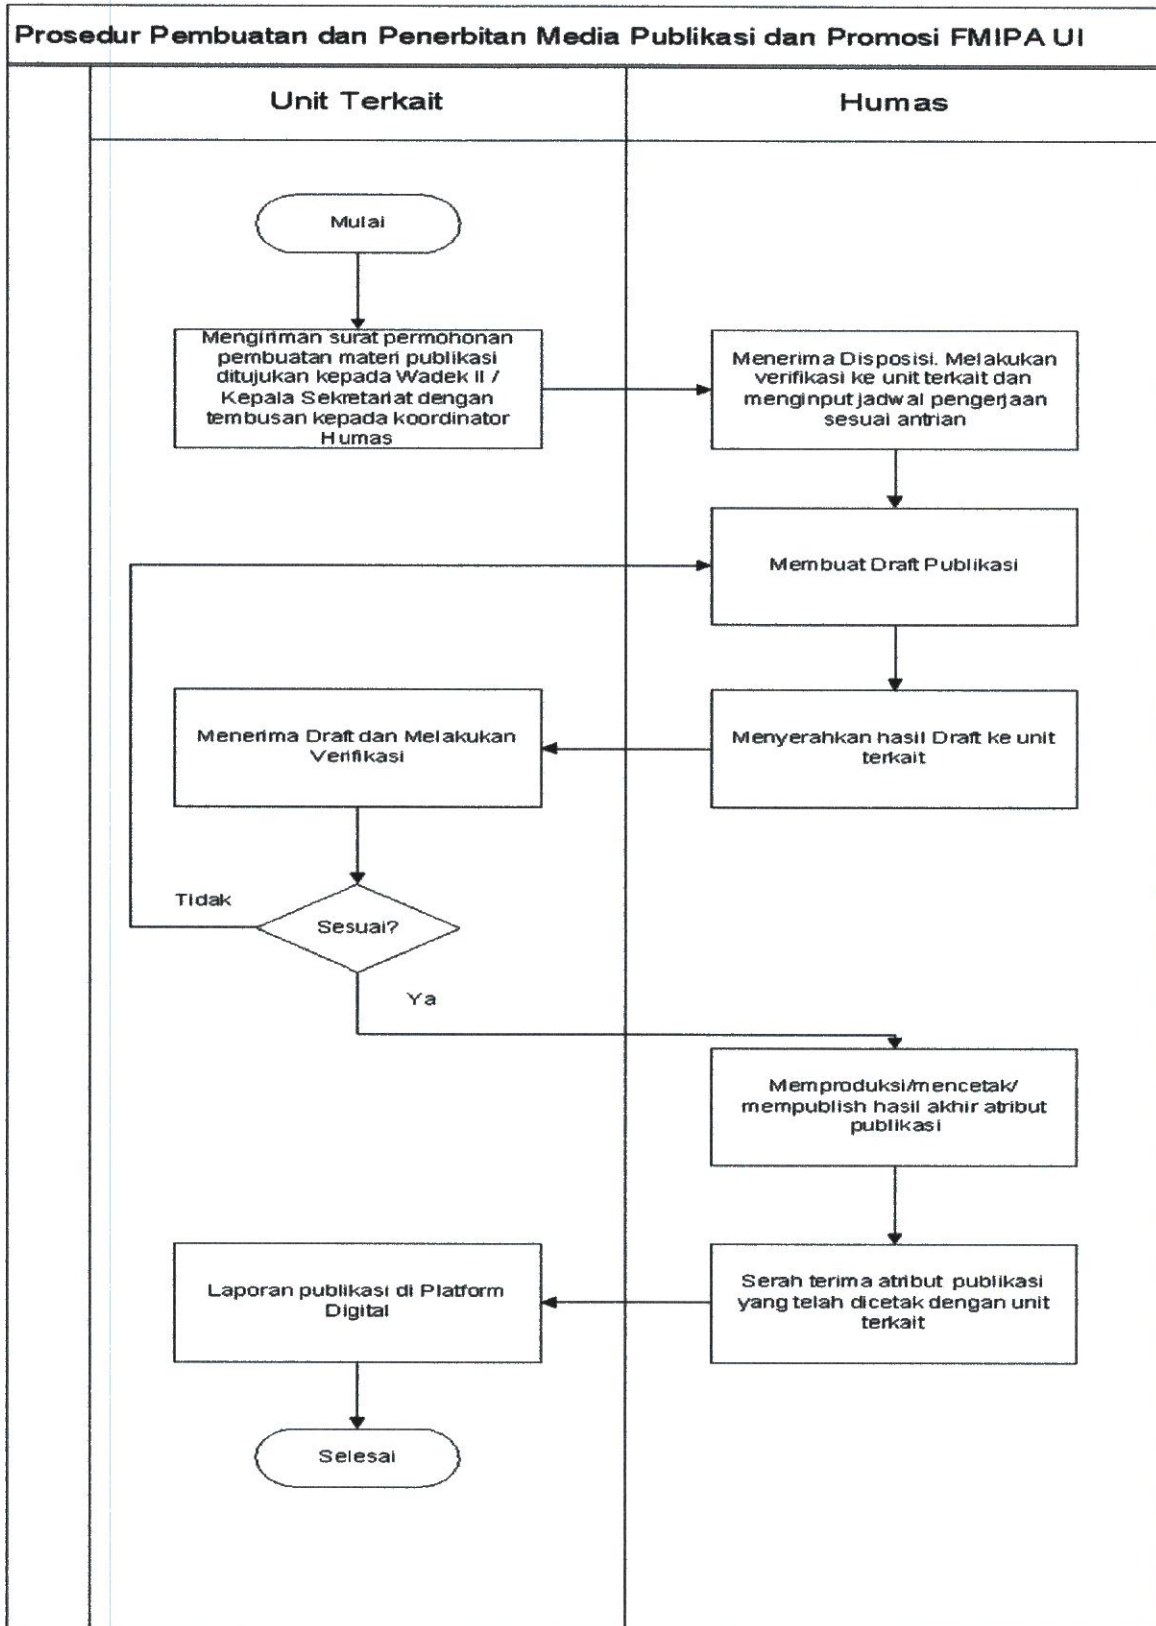 Prosedur Pembuatan dan Penerbitan Media Publikasi dan Promosi FMIPA UI
Unit Terkait
Humas
Mulai
Mengiriman surat permohonan
pembuatan materi publikasi
ditujukan kepada Wadek II /
Kepala Sekretariat dengan
tembusan kepada koordinator
Humas
Menerima Disposisi. Melakukan
verifikasi ke unit terkait dan
menginput jadwal pengerjaan
sesuai antrian
Membuat Draft Publikasi
Menerima Draft dan Melakukan
Verifikasi
Menyerahkan hasil Draft ke unit
terkait
Tidak
Sesuai?
Ya
Memproduksi/mencetak/
mempublish hasil akhir atribut
publikasi
Laporan publikasi di Platform
Digital
Serah terima atribut publikasi
yang telah dicetak dengan unit
terkait
Selesai